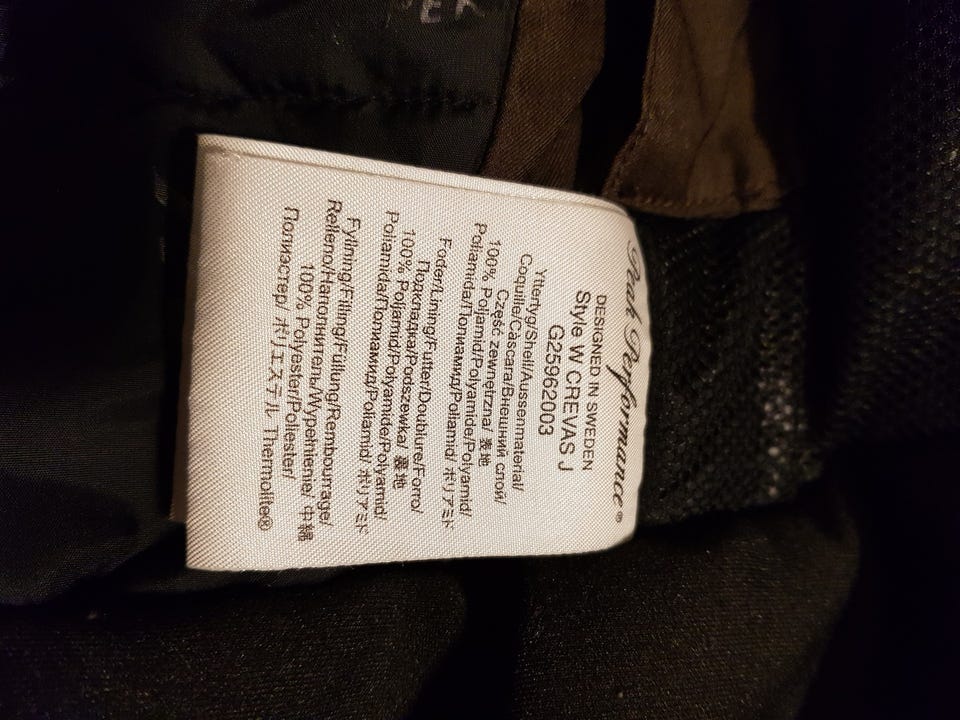 Peak Performance®
DESIGNED IN SWEDEN
Style W CREVAS J
G25962003
Yttertyg/Shell/Aussenmaterial/
Coquille/Càscara/Внешний слой/
Część zewnętrzna/ 表地
100% Poljamid/Polyamide/Polyamid/
Poliamida/Полиамид/Poliamid/ ポリアミド
Foder/Lining/Futter/Doublure/Forro/
Подкладка/Podszewka/ 裏地
100% Poljamid/Polyamide/Polyamid/
Poliamida/Полиамид/Poliamid/ ポリアミド
Fyllning/Filling/Füllung/Rembourrage/
Relleno/Наполнитель/Wypełnienie/ 中綿
100% Polyester/Poliester/
Полиэстер/ ポリエステル Thermolite®